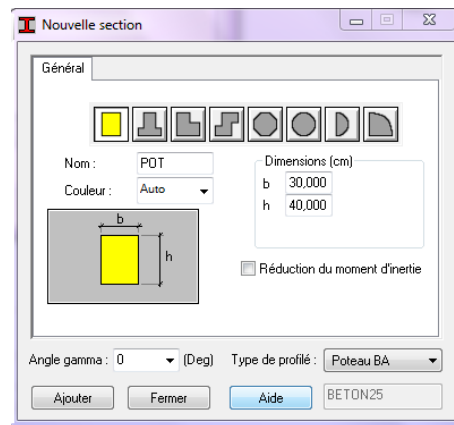 Nouvelle section
Général
Nom : POT
Couleur : Auto
Dimensions (cm)
b 30,000
h 40,000
b
h
Réduction du moment d'inertie
Angle gamma : 0 (Deg) Type de profilé : Poteau BA
Ajouter Fermer Aide BETON25